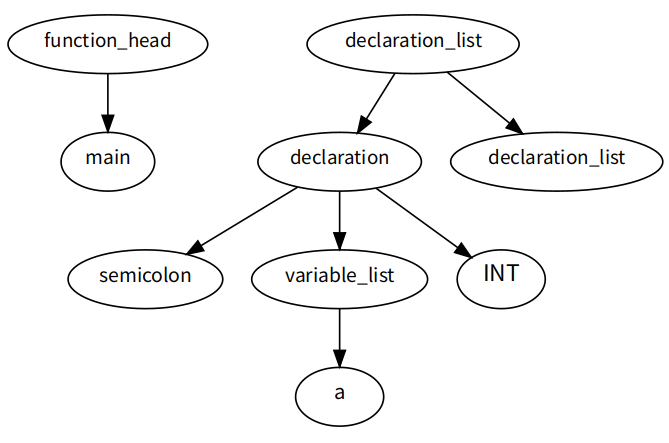 function_head
declaration_list
main
declaration
declaration_list
semicolon
variable_list
INT
a